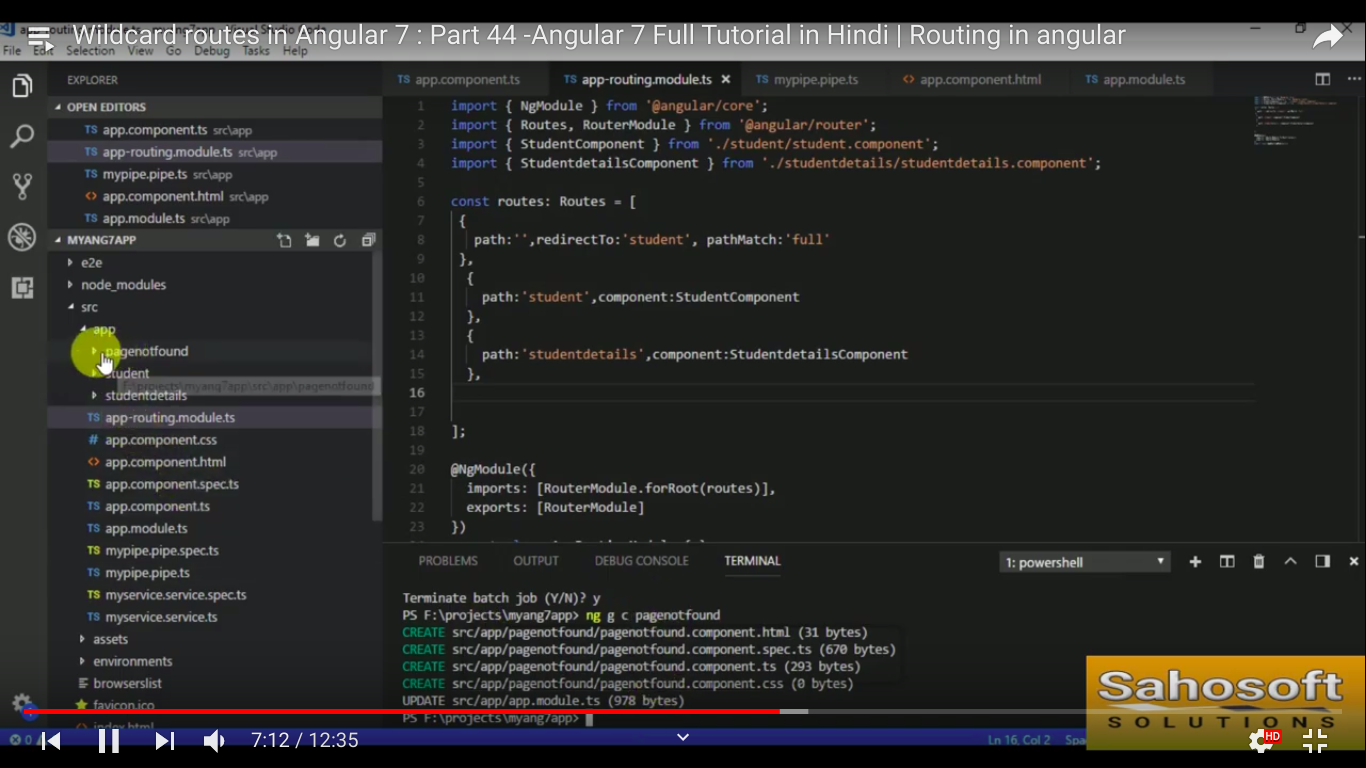 Wildcard routes in Angular 7 : Part 44 -Angular 7 Full Tutorial in Hindi | Routing in angular
File Edit Selection View Go Debug Tasks Help
EXPLORER
OPEN EDITORS
TS app.component.ts src\app
TS app-routing.module.ts src\app
mypipe.pipe.ts src\app
<> app.component.html src\app
TS app.module.ts src\app
MYANG7APP
e2e
node_modules
src
app
pagenotfound
student
F:\projects\myang7app\src\app\pagenotfound
studentdetails
TS app-routing.module.ts
# app.component.css
<> app.component.html
TS app.component.spec.ts
TS app.component.ts
TS app.module.ts
TS mypipe.pipe.spec.ts
TS mypipe.pipe.ts
TS myservice.service.spec.ts
TS myservice.service.ts
assets
environments
browserslist
favicon.ico
index.html
TS app.component.ts
TS app-routing.module.ts
TS mypipe.pipe.ts
<> app.component.html
TS app.module.ts
1 import { NgModule } from '@angular/core';
2 import { Routes, RouterModule } from '@angular/router';
3 import { StudentComponent } from './student/student.component';
4 import { StudentdetailsComponent } from './studentdetails/studentdetails.component';
5
6 const routes: Routes = [
7 {
8 path:'',redirectTo:'student', pathMatch:'full'
9 },
10 {
11 path:'student',component:StudentComponent
12 },
13 {
14 path:'studentdetails',component:StudentdetailsComponent
15 },
16
17
18 ];
19
20 @NgModule({
21 imports: [RouterModule.forRoot(routes)],
22 exports: [RouterModule]
23 })
PROBLEMS OUTPUT DEBUG CONSOLE TERMINAL
1: powershell
Terminate batch job (Y/N)? y
PS F:\projects\myang7app> ng g c pagenotfound
CREATE src/app/pagenotfound/pagenotfound.component.html (31 bytes)
CREATE src/app/pagenotfound/pagenotfound.component.spec.ts (670 bytes)
CREATE src/app/pagenotfound/pagenotfound.component.ts (293 bytes)
CREATE src/app/pagenotfound/pagenotfound.component.css (0 bytes)
UPDATE src/app/app.module.ts (978 bytes)
PS F:\projects\myang7app>
Sahosoft
SOLUTIONS
0
7:12 / 12:35
Ln 16, Col 2
HD